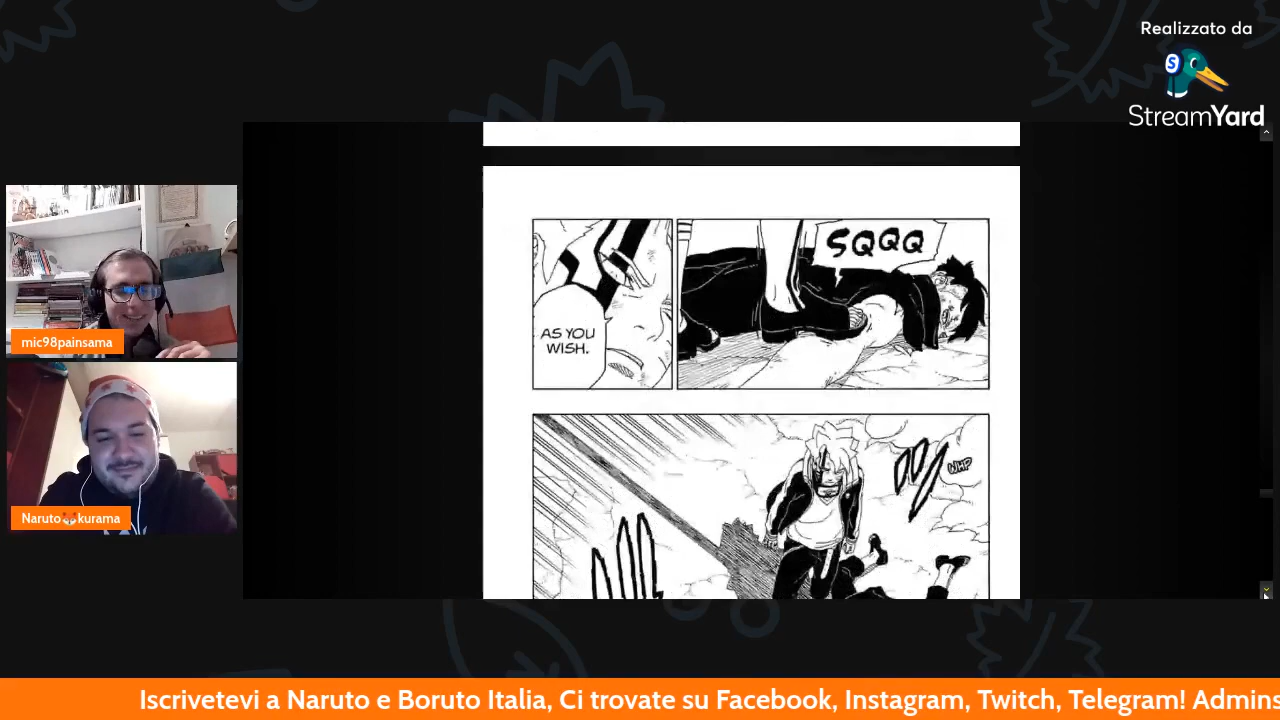 Realizzato da
StreamYard
SQQQ
AS YOU
WISH.
WHP
mic98painsama
Naruto🦊kurama
Iscrivetevi a Naruto e Boruto Italia, Ci trovate su Facebook, Instagram, Twitch, Telegram! Admins